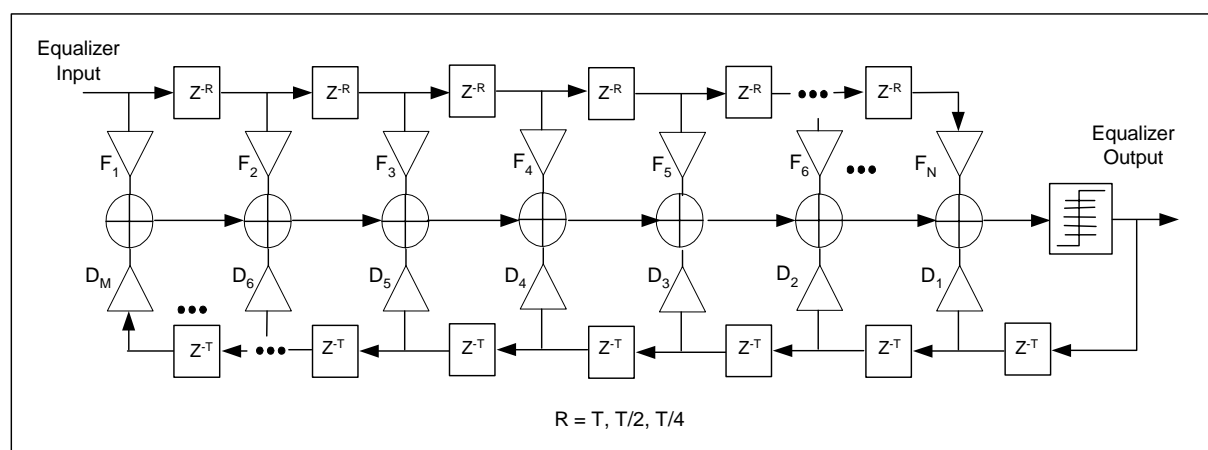 Equalizer
Input
Z-R Z-R Z-R Z-R Z-R Z-R
Equalizer
Output
F1 F2 F3 F4 F5 F6 FN
DM D6 D5 D4 D3 D2 D1
Z-T Z-T Z-T Z-T Z-T Z-T Z-T
R = T, T/2, T/4